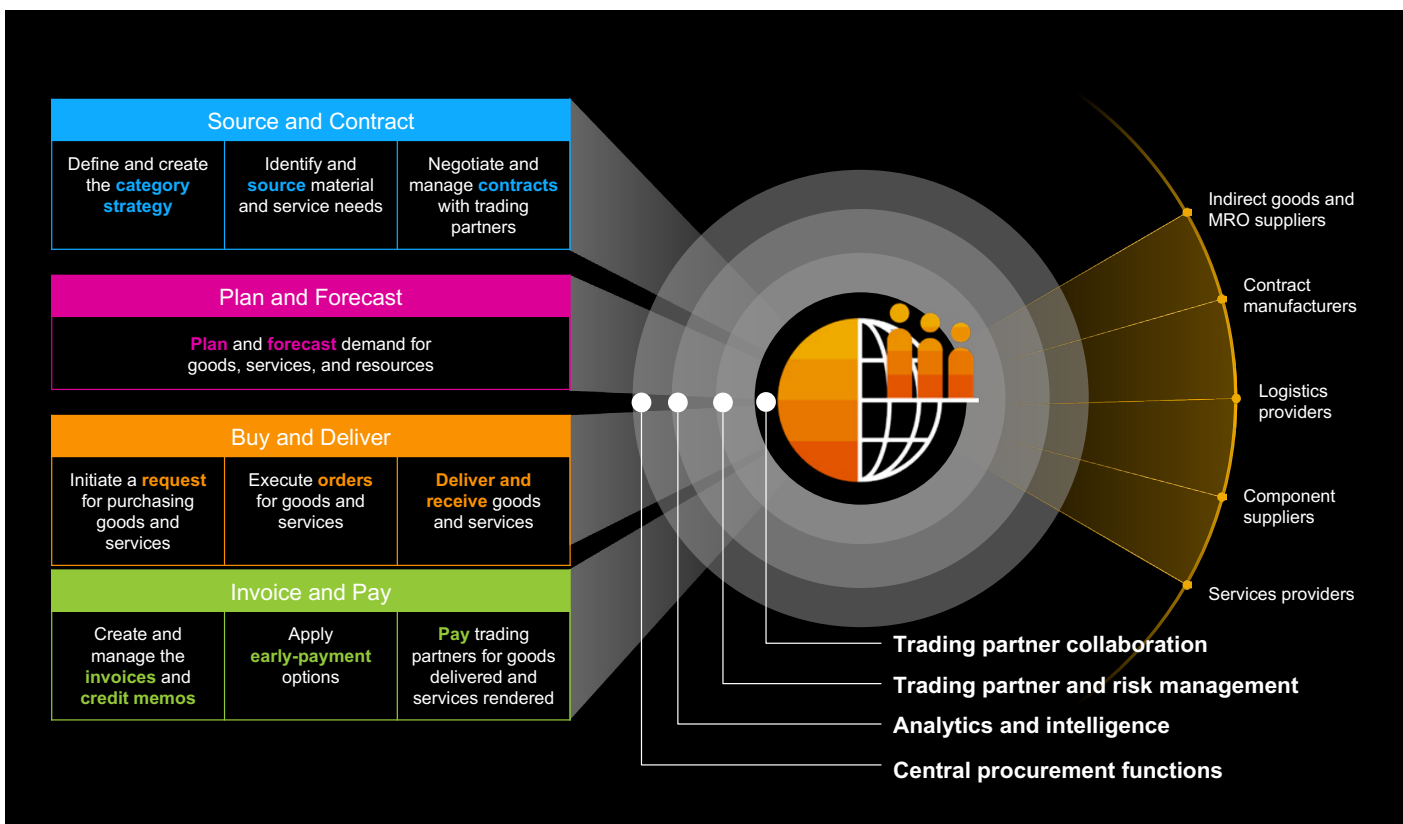 Source and Contract
Define and create
the category
strategy
Identify and
source material
and service needs
Negotiate and
manage contracts
with trading
partners
Plan and Forecast
Plan and forecast demand for
goods, services, and resources
Buy and Deliver
Initiate a request
for purchasing
goods and
services
Execute orders
for goods and
services
Deliver and
receive goods
and services
Invoice and Pay
Create and
manage the
invoices and
credit memos
Apply
early-payment
options
Pay trading
partners for goods
delivered and
services rendered
Indirect goods and
MRO suppliers
Contract
manufacturers
Logistics
providers
Component
suppliers
Services providers
Trading partner collaboration
Trading partner and risk management
Analytics and intelligence
Central procurement functions